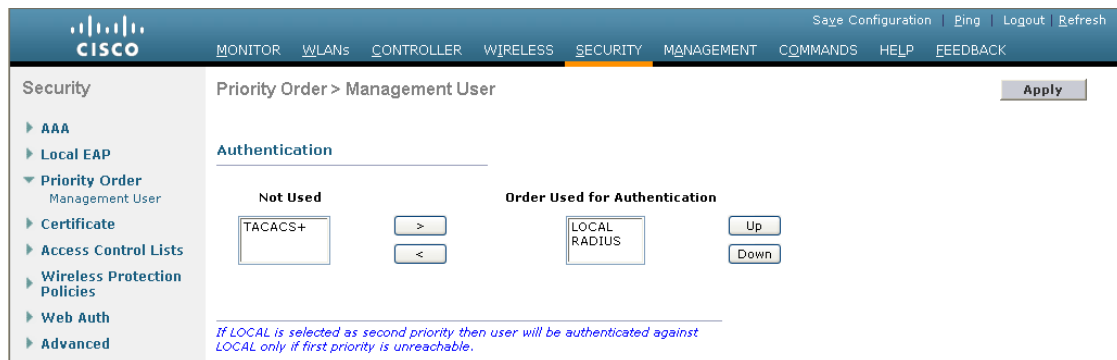 Save Configuration | Ping | Logout | Refresh
CISCO
MONITOR WLANs CONTROLLER WIRELESS SECURITY MANAGEMENT COMMANDS HELP FEEDBACK
Security
Priority Order > Management User
Apply
AAA
Local EAP
Priority Order
Management User
Certificate
Access Control Lists
Wireless Protection
Policies
Web Auth
Advanced
Authentication
Not Used
Order Used for Authentication
TACACS+
>
<
LOCAL
RADIUS
Up
Down
If LOCAL is selected as second priority then user will be authenticated against
LOCAL only if first priority is unreachable.